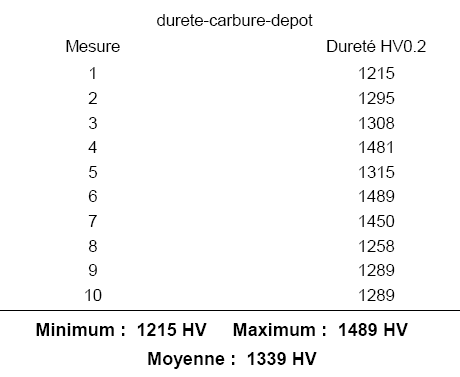 durete-carbure-depot
Mesure Dureté HV0.2
1 1215
2 1295
3 1308
4 1481
5 1315
6 1489
7 1450
8 1258
9 1289
10 1289
Minimum : 1215 HV Maximum : 1489 HV
Moyenne : 1339 HV